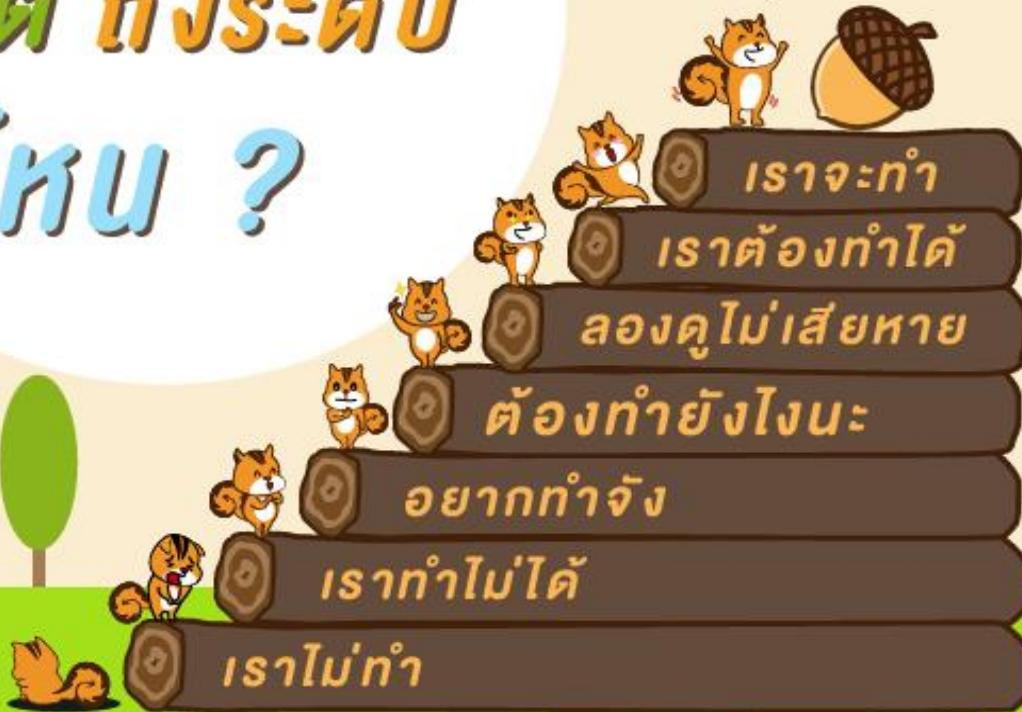 ถึงระดับ
ไหน ?
เราจะทำ
เราต้องทำได้
ลองดูไม่เสียหาย
ต้องทำยังไงนะ
อยากทำจัง
เราทำไม่ได้
เราไม่ทำ